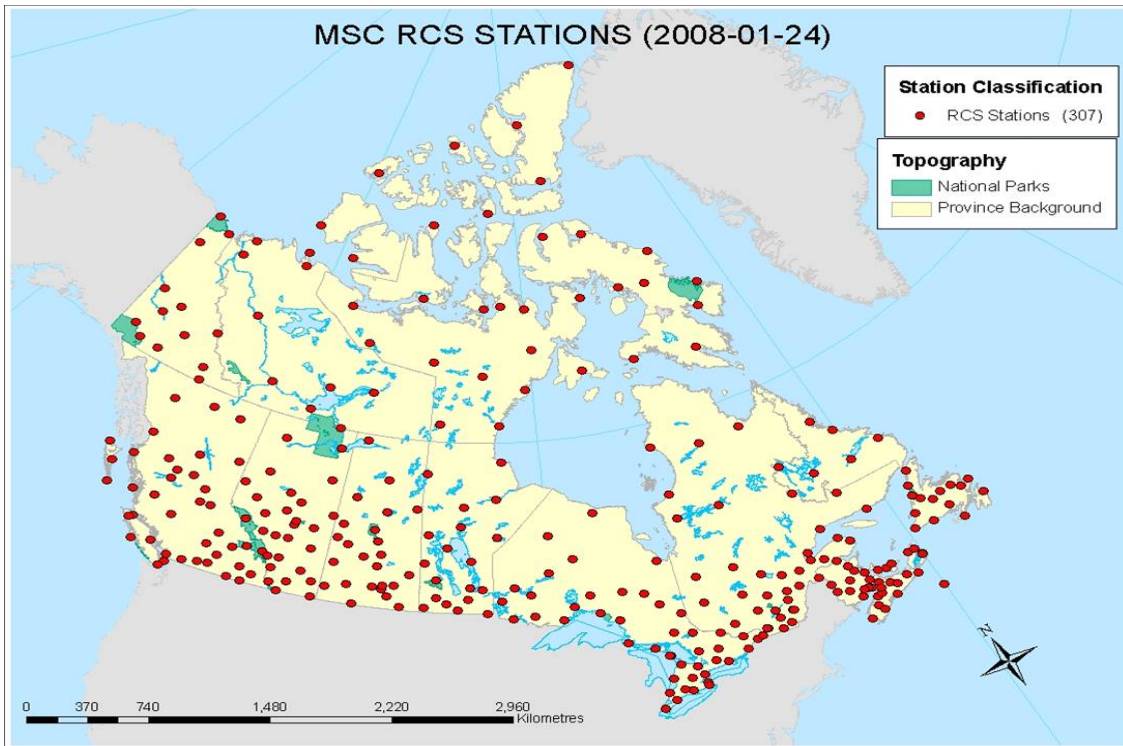 MSC RCS STATIONS (2008-01-24)
Station Classification
RCS Stations (307)
Topography
National Parks
Province Background
N
0 370 740 1,480 2,220 2,960
Kilometres